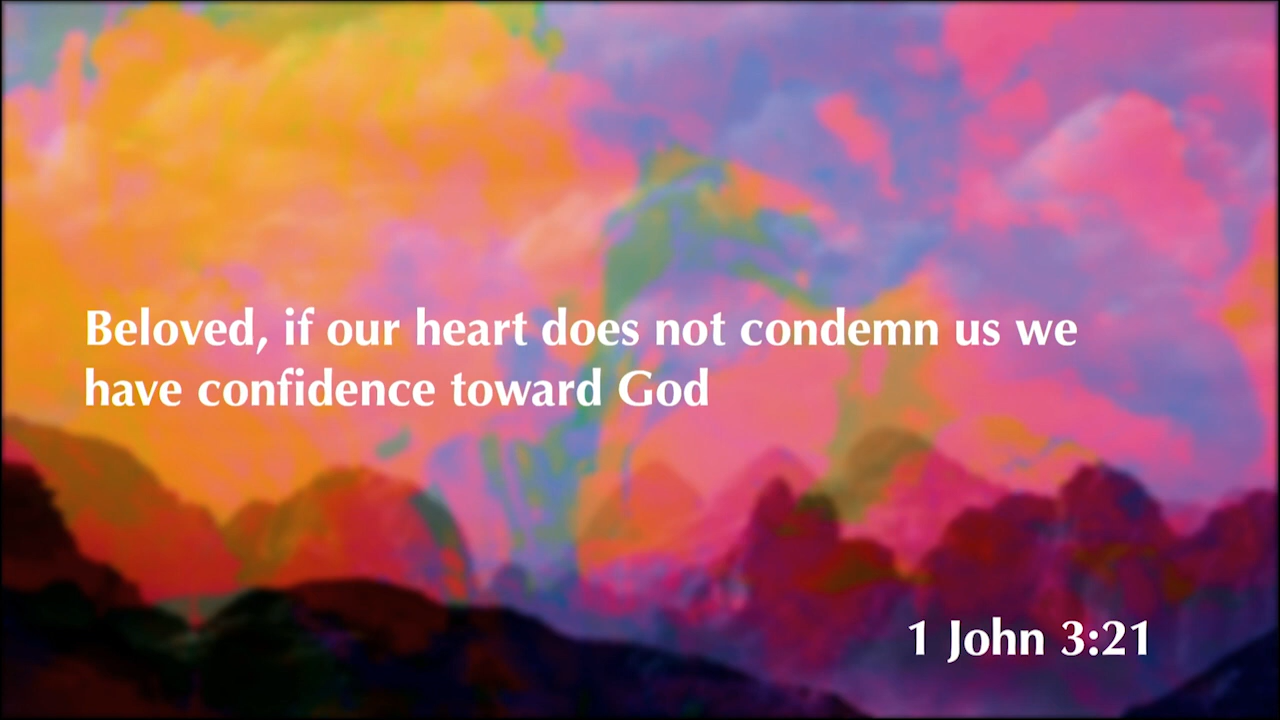 Beloved, if our heart does not condemn us we
have confidence toward God
1 John 3:21